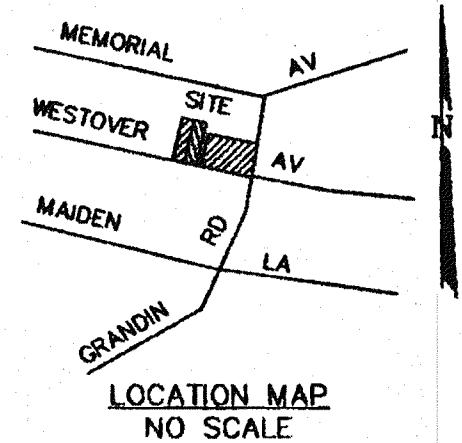 MEMORIAL AV
SITE
N
WESTOVER AV
MAIDEN LA
GRANDIN RD
LOCATION MAP
NO SCALE